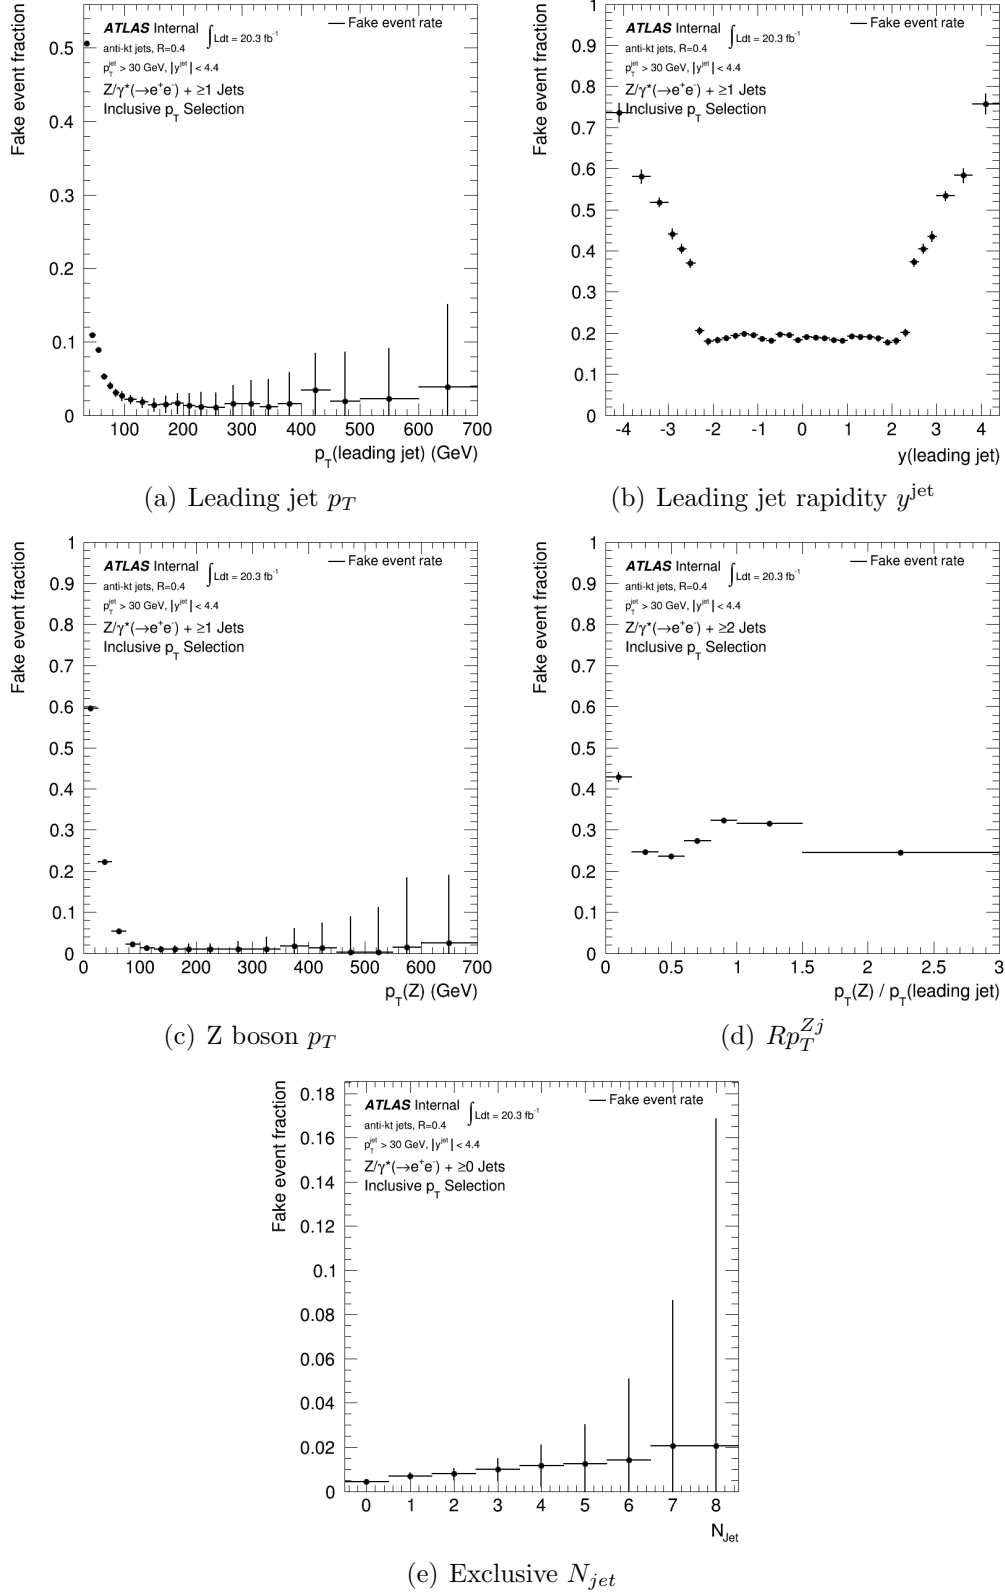 ATLAS Internal ∫Ldt = 20.3 fb⁻¹
Fake event rate
anti-kt jets, R=0.4
p_T^jet > 30 GeV, |y^jet| < 4.4
Z/γ*(→e⁺e⁻) + ≥1 Jets
Inclusive p_T Selection
Fake event fraction
0.5
0.4
0.3
0.2
0.1
0
100 200 300 400 500 600 700
p_T(leading jet) (GeV)
(a) Leading jet p_T
ATLAS Internal ∫Ldt = 20.3 fb⁻¹
Fake event rate
anti-kt jets, R=0.4
p_T^jet > 30 GeV, |y^jet| < 4.4
Z/γ*(→e⁺e⁻) + ≥1 Jets
Inclusive p_T Selection
Fake event fraction
1
0.9
0.8
0.7
0.6
0.5
0.4
0.3
0.2
0.1
0
-4 -3 -2 -1 0 1 2 3 4
y(leading jet)
(b) Leading jet rapidity y^jet
ATLAS Internal ∫Ldt = 20.3 fb⁻¹
Fake event rate
anti-kt jets, R=0.4
p_T^jet > 30 GeV, |y^jet| < 4.4
Z/γ*(→e⁺e⁻) + ≥1 Jets
Inclusive p_T Selection
Fake event fraction
1
0.9
0.8
0.7
0.6
0.5
0.4
0.3
0.2
0.1
0
0 100 200 300 400 500 600 700
p_T(Z) (GeV)
(c) Z boson p_T
ATLAS Internal ∫Ldt = 20.3 fb⁻¹
Fake event rate
anti-kt jets, R=0.4
p_T^jet > 30 GeV, |y^jet| < 4.4
Z/γ*(→e⁺e⁻) + ≥2 Jets
Inclusive p_T Selection
Fake event fraction
1
0.9
0.8
0.7
0.6
0.5
0.4
0.3
0.2
0.1
0
0 0.5 1 1.5 2 2.5 3
p_T(Z) / p_T(leading jet)
(d) Rp_T^Zj
ATLAS Internal ∫Ldt = 20.3 fb⁻¹
Fake event rate
anti-kt jets, R=0.4
p_T^jet > 30 GeV, |y^jet| < 4.4
Z/γ*(→e⁺e⁻) + ≥0 Jets
Inclusive p_T Selection
Fake event fraction
0.18
0.16
0.14
0.12
0.1
0.08
0.06
0.04
0.02
0
0 1 2 3 4 5 6 7 8
N_Jet
(e) Exclusive N_jet